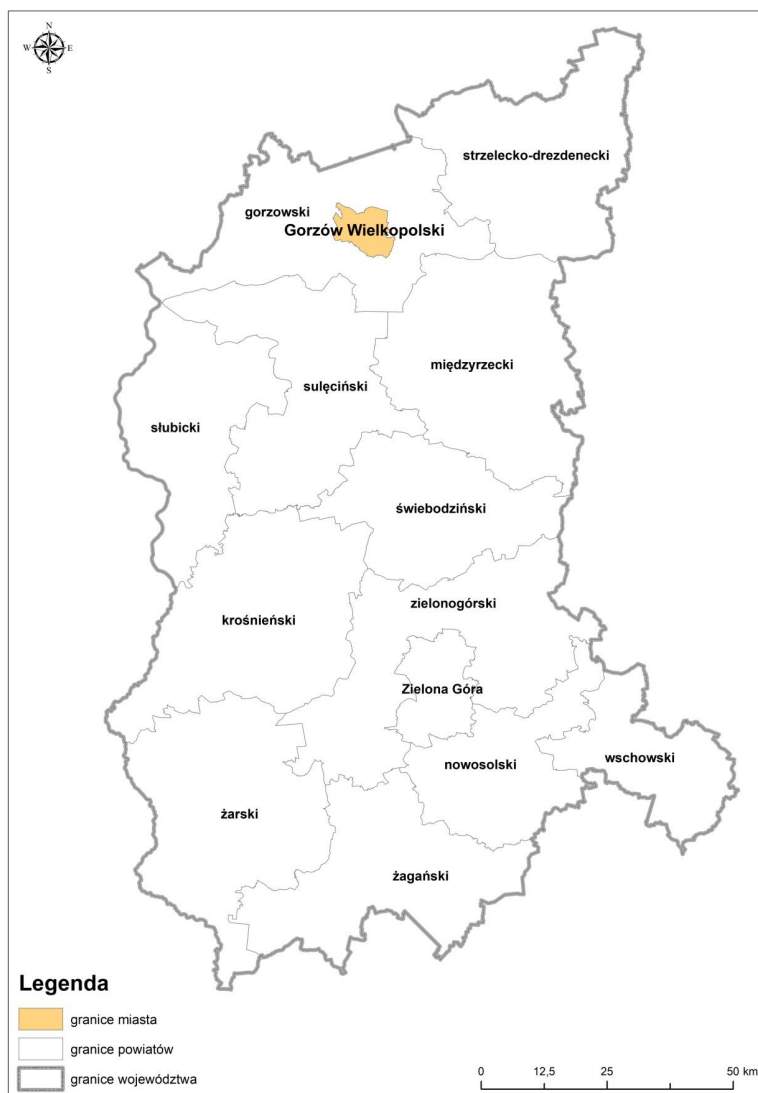 N
W E
S
strzelecko-drezdenecki
gorzowski
Gorzów Wielkopolski
międzyrzecki
sulęciński
słubicki
świebodziński
zielonogórski
krośnieński
Zielona Góra
wschowski
nowosolski
żarski
żagański
Legenda
granice miasta
granice powiatów
granice województwa
0 12,5 25 50 km